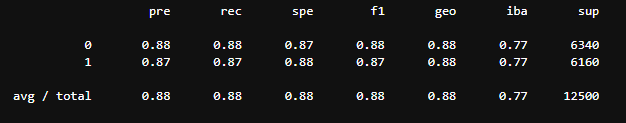 pre rec spe f1 geo iba sup
0 0.88 0.88 0.87 0.88 0.88 0.77 6340
1 0.87 0.87 0.88 0.87 0.88 0.77 6160
avg / total 0.88 0.88 0.88 0.88 0.88 0.77 12500